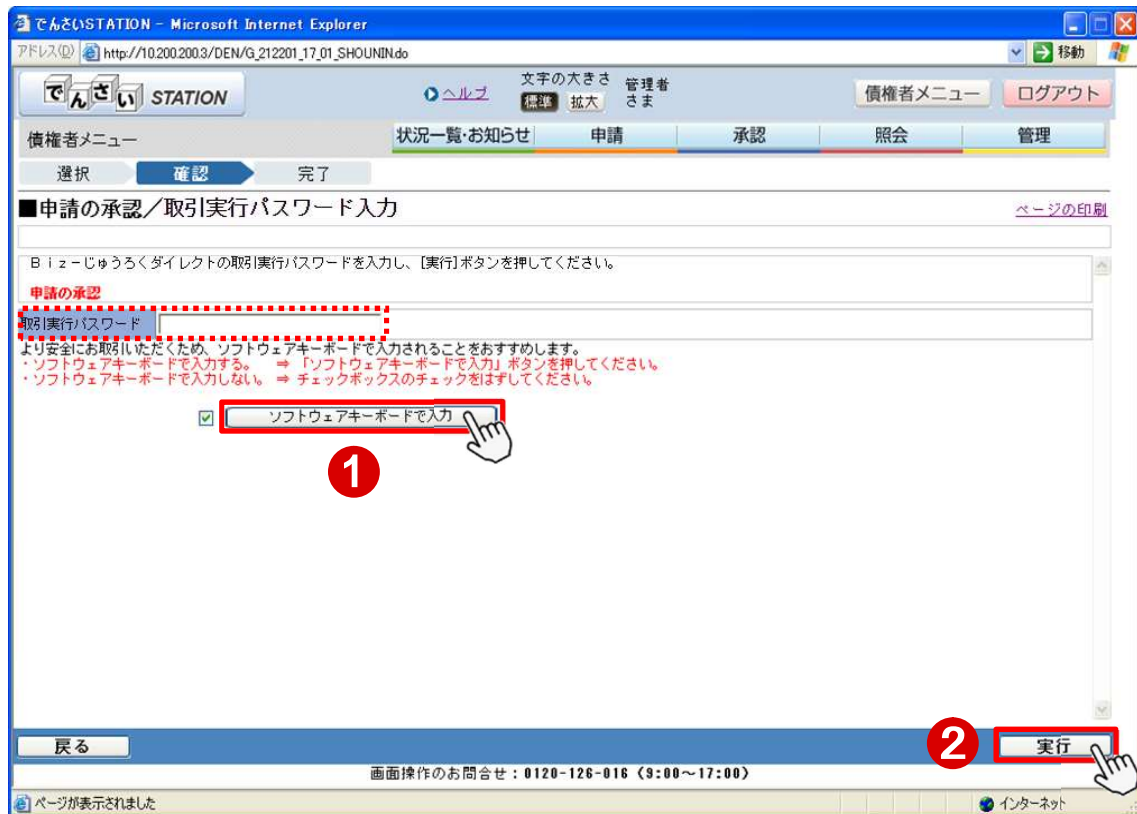 でんさいSTATION - Microsoft Internet Explorer
アドレス(D) http://10.200.200.3/DEN/G_212201_17_01_SHOUNIN.do 移動
でんさい STATION ヘルプ 文字の大きさ 標準 拡大 管理者さま 債権者メニュー ログアウト
債権者メニュー 状況一覧・お知らせ 申請 承認 照会 管理
選択 確認 完了
■申請の承認／取引実行パスワード入力 ページの印刷
Ｂｉｚ－じゅうろくダイレクトの取引実行パスワードを入力し、[実行]ボタンを押してください。
申請の承認
取引実行パスワード
より安全にお取引いただくため、ソフトウェアキーボードで入力されることをおすすめします。
・ソフトウェアキーボードで入力する。 ⇒ 「ソフトウェアキーボードで入力」ボタンを押してください。
・ソフトウェアキーボードで入力しない。 ⇒ チェックボックスのチェックをはずしてください。
ソフトウェアキーボードで入力
1
戻る 2 実行
画面操作のお問合せ：0120-126-016（9:00～17:00）
ページが表示されました インターネット